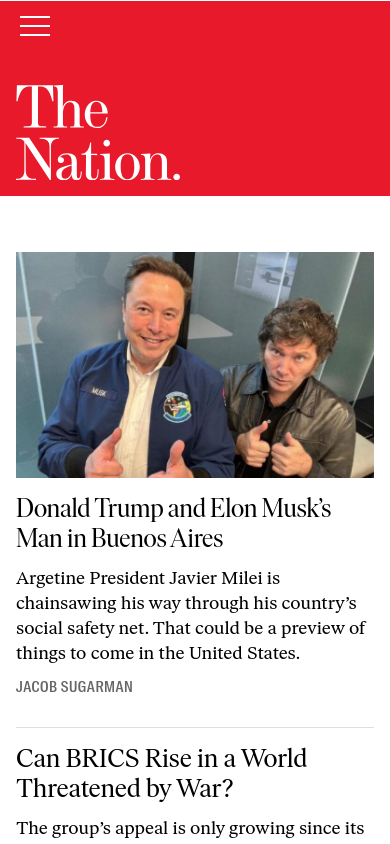 The
Nation.
MUSK
Donald Trump and Elon Musk’s
Man in Buenos Aires
Argetine President Javier Milei is
chainsawing his way through his country’s
social safety net. That could be a preview of
things to come in the United States.
JACOB SUGARMAN
Can BRICS Rise in a World
Threatened by War?
The group’s appeal is only growing since its